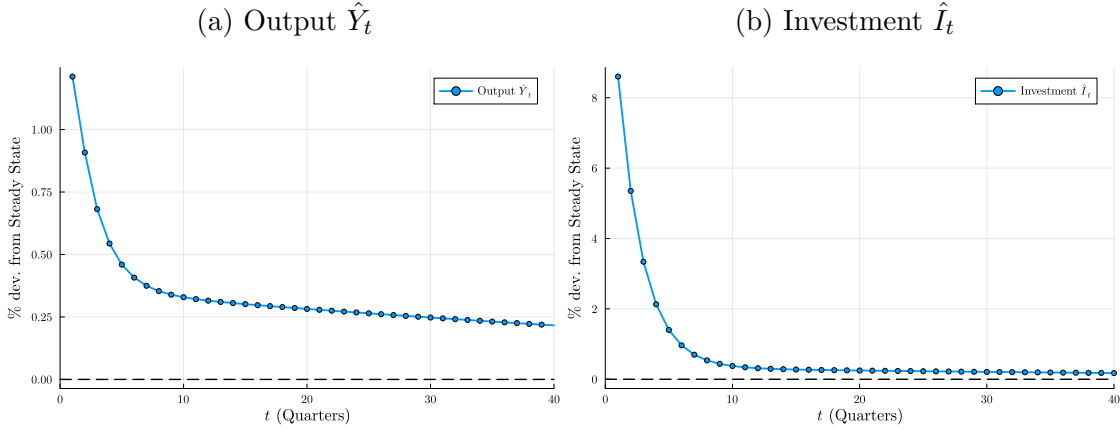 (a) Output Ŷ_t
% dev. from Steady State
1.00
0.75
0.50
0.25
0.00
Output Ŷ_t
0 10 20 30 40
t (Quarters)
(b) Investment Î_t
% dev. from Steady State
8
6
4
2
0
Investment Î_t
0 10 20 30 40
t (Quarters)